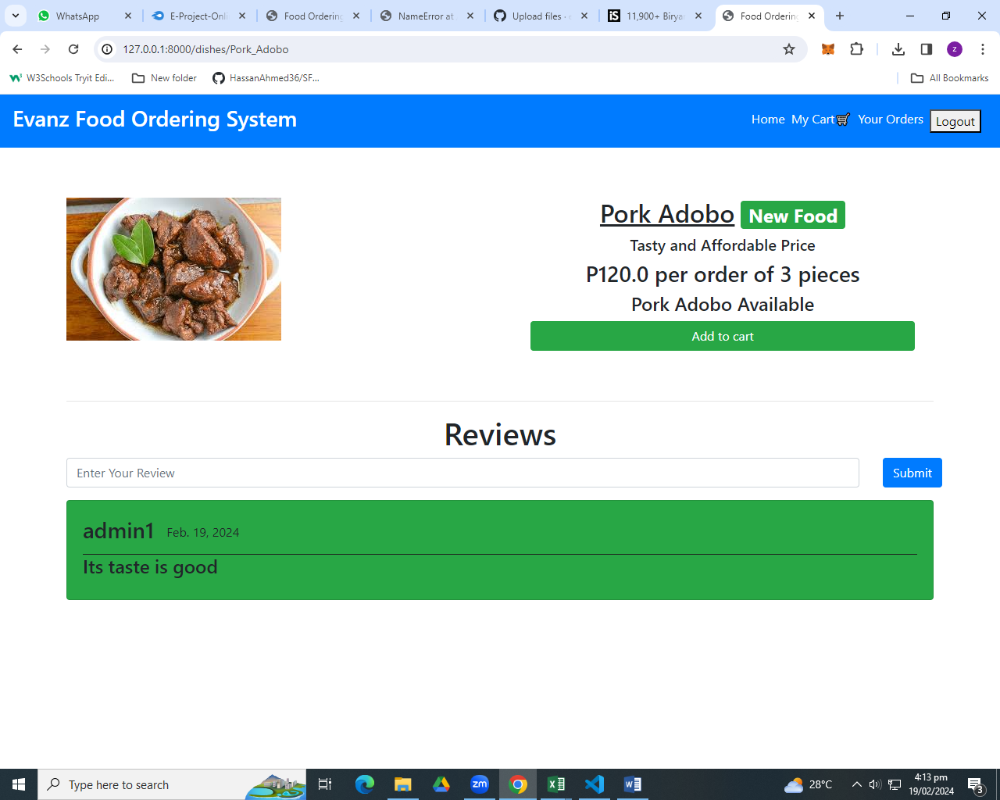 WhatsApp
E-Project-Onli
Food Ordering
NameError at
Upload files ·
11,900+ Birya
Food Ordering
127.0.0.1:8000/dishes/Pork_Adobo
z
W3Schools Tryit Edi...
New folder
HassanAhmed36/SF...
All Bookmarks
Evanz Food Ordering System
Home My Cart Your Orders Logout
Pork Adobo New Food
Tasty and Affordable Price
P120.0 per order of 3 pieces
Pork Adobo Available
Add to cart
Reviews
Enter Your Review
Submit
admin1 Feb. 19, 2024
Its taste is good
Type here to search
zm
28°C
4:13 pm
19/02/2024
3